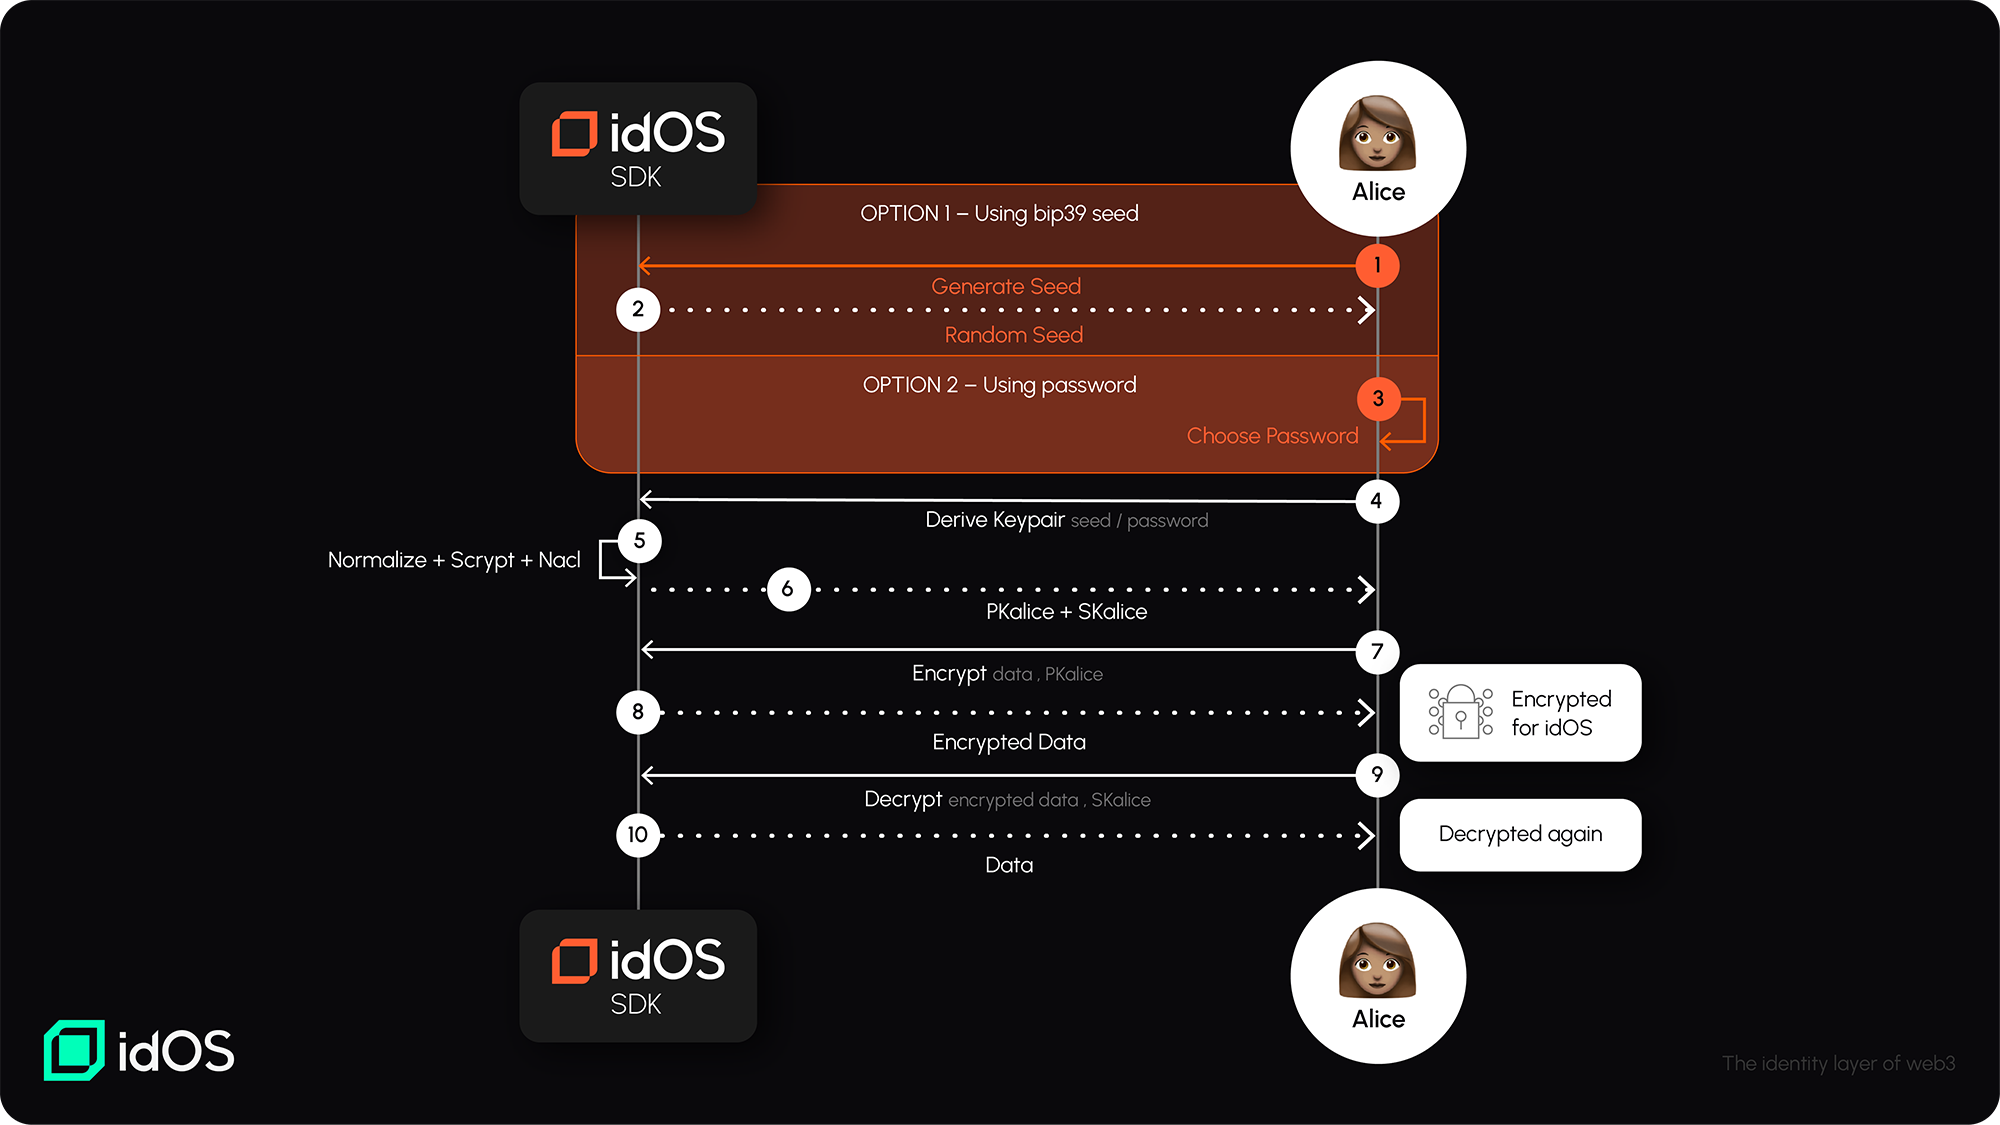 idOS
SDK
Alice
OPTION 1 – Using bip39 seed
1
Generate Seed
2
Random Seed
OPTION 2 – Using password
3
Choose Password
4
Derive Keypair seed / password
5
Normalize + Scrypt + Nacl
6
PKalice + SKalice
7
Encrypt data , PKalice
Encrypted
for idOS
8
Encrypted Data
9
Decrypt encrypted data , SKalice
10
Decrypted again
Data
idOS
SDK
Alice
idOS
The identity layer of web3